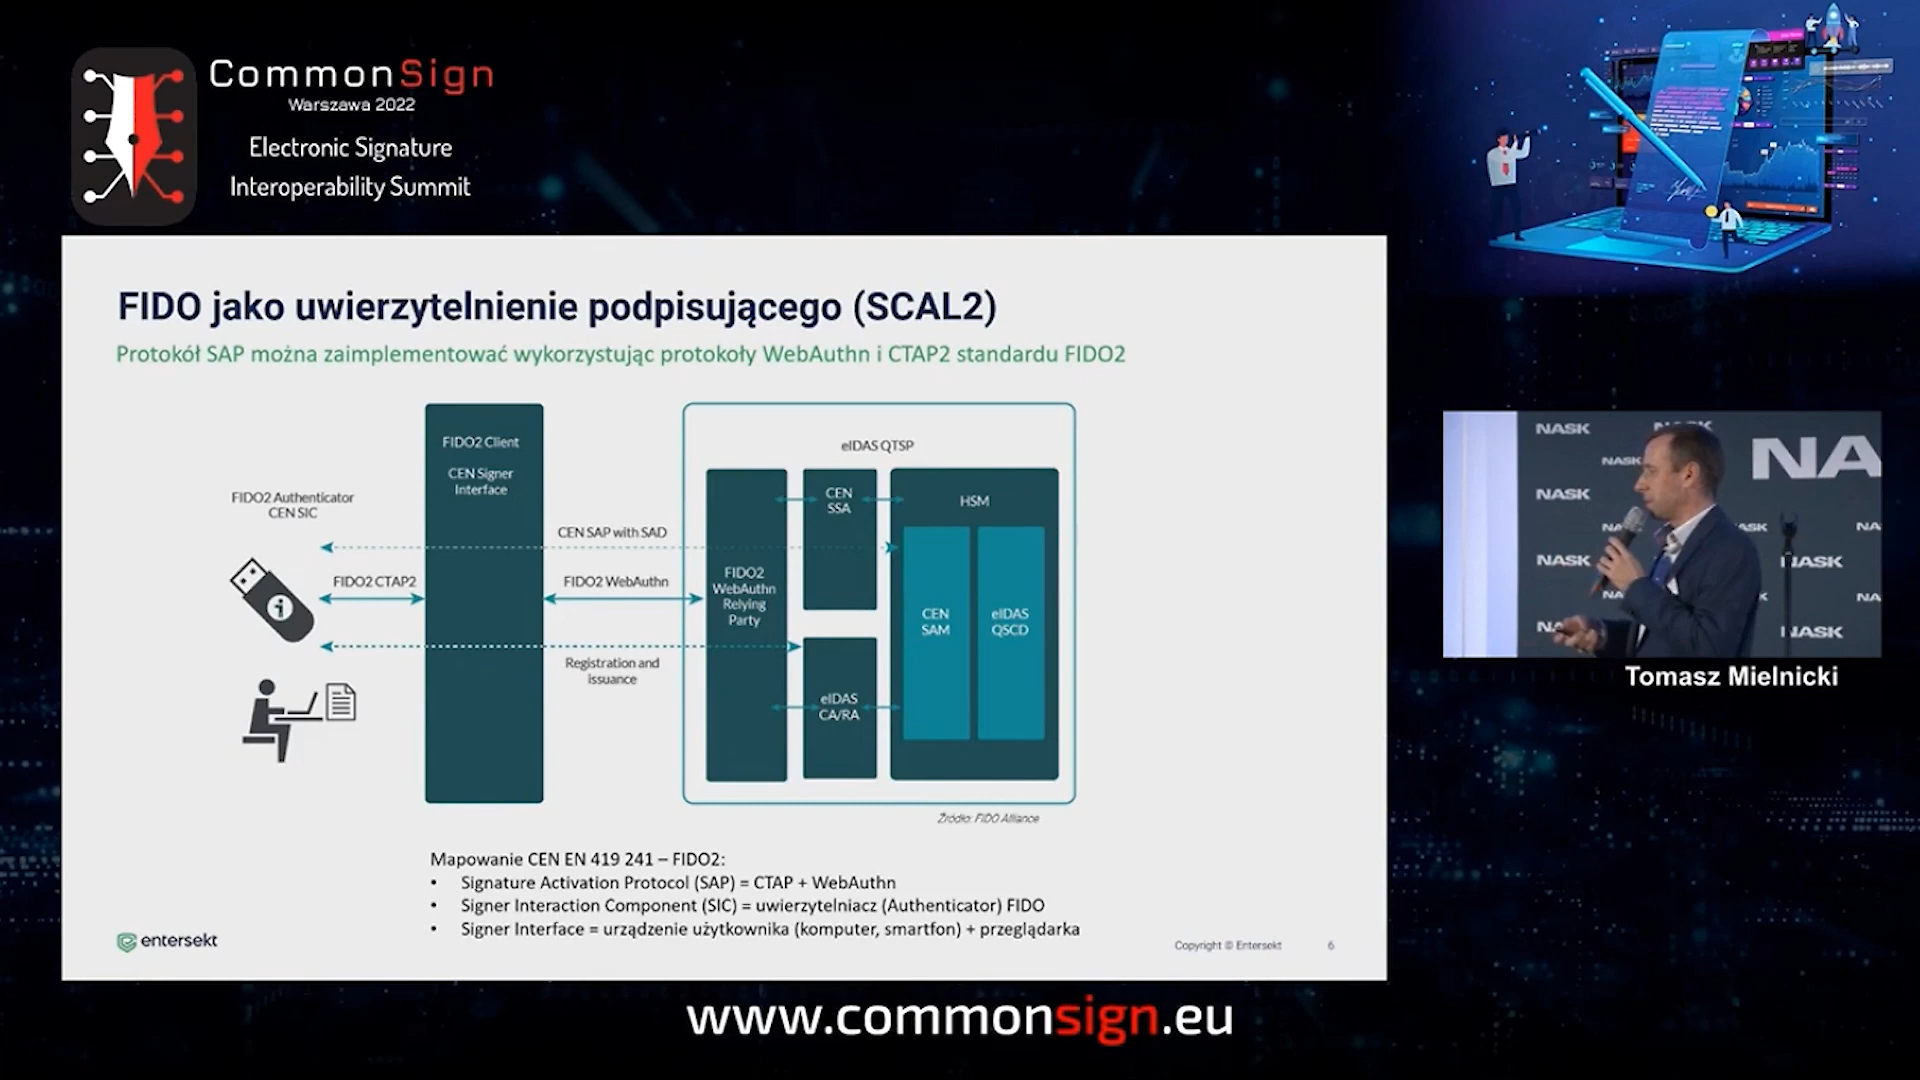 CommonSign
Warszawa 2022
Electronic Signature
Interoperability Summit
FIDO jako uwierzytelnienie podpisującego (SCAL2)
Protokół SAP można zaimplementować wykorzystując protokoły WebAuthn i CTAP2 standardu FIDO2
FIDO2 Authenticator
CEN SIC
FIDO2 CTAP2
FIDO2 Client
CEN Signer
Interface
CEN SAP with SAD
FIDO2 WebAuthn
Registration and
issuance
eIDAS QTSP
FIDO2
WebAuthn
Relying
Party
CEN
SSA
eIDAS
CA/RA
HSM
CEN
SAM
eIDAS
QSCD
Źródło: FIDO Alliance
Mapowanie CEN EN 419 241 – FIDO2:
• Signature Activation Protocol (SAP) = CTAP + WebAuthn
• Signer Interaction Component (SIC) = uwierzytelniacz (Authenticator) FIDO
• Signer Interface = urządzenie użytkownika (komputer, smartfon) + przeglądarka
entersekt
Copyright © Entersekt
6
NASK
NASK
NASK
NASK
NA
NASK
NASK
Tomasz Mielnicki
www.commonsign.eu